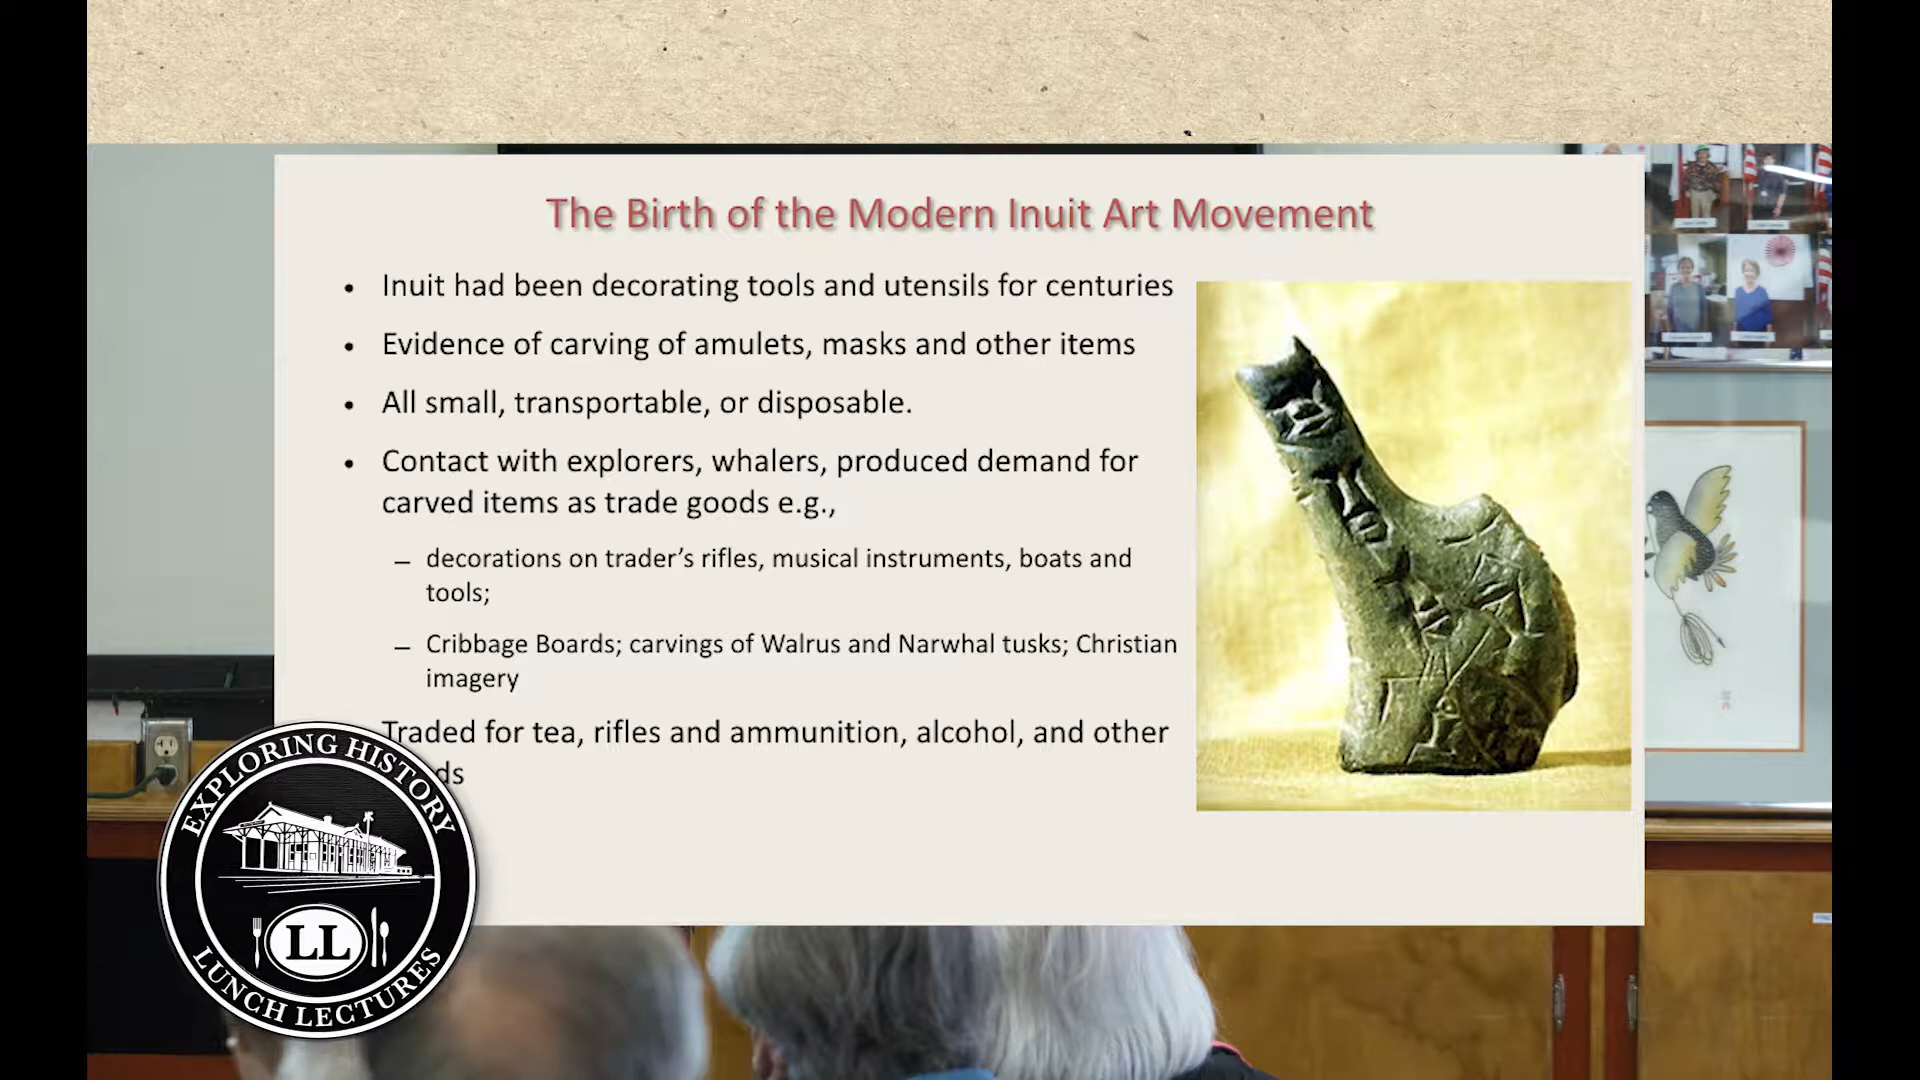 The Birth of the Modern Inuit Art Movement
• Inuit had been decorating tools and utensils for centuries
• Evidence of carving of amulets, masks and other items
• All small, transportable, or disposable.
• Contact with explorers, whalers, produced demand for
carved items as trade goods e.g.,
– decorations on trader’s rifles, musical instruments, boats and
tools;
– Cribbage Boards; carvings of Walrus and Narwhal tusks; Christian
imagery
Traded for tea, rifles and ammunition, alcohol, and other
ds
EXPLORING HISTORY
LL
LUNCH LECTURES